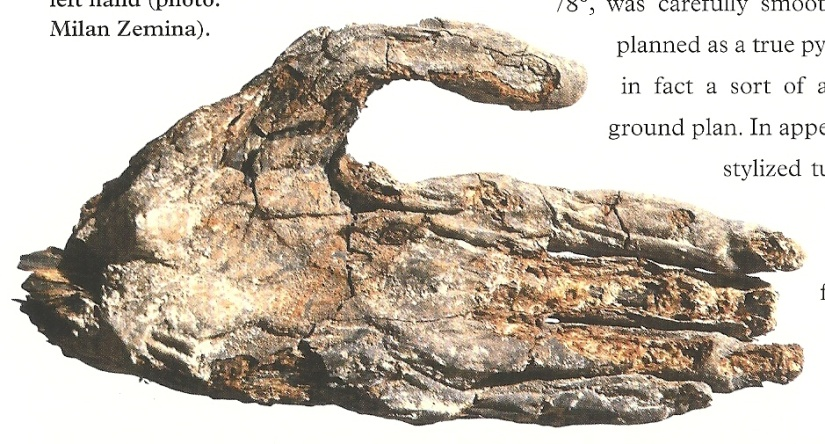 left hand (photo:
Milan Zemina).
78°, was carefully smoot
planned as a true py
in fact a sort of a
ground plan. In appe
stylized tu
f